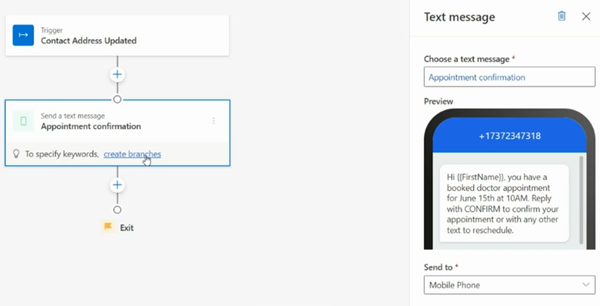 Trigger
Contact Address Updated
Send a text message
Appointment confirmation
To specify keywords, create branches
Exit
Text message
Choose a text message *
Appointment confirmation
Preview
+17372347318
Hi {{FirstName}}, you have a
booked doctor appointment
for June 15th at 10AM. Reply
with CONFIRM to confirm your
appointment or with any other
text to reschedule.
Send to *
Mobile Phone